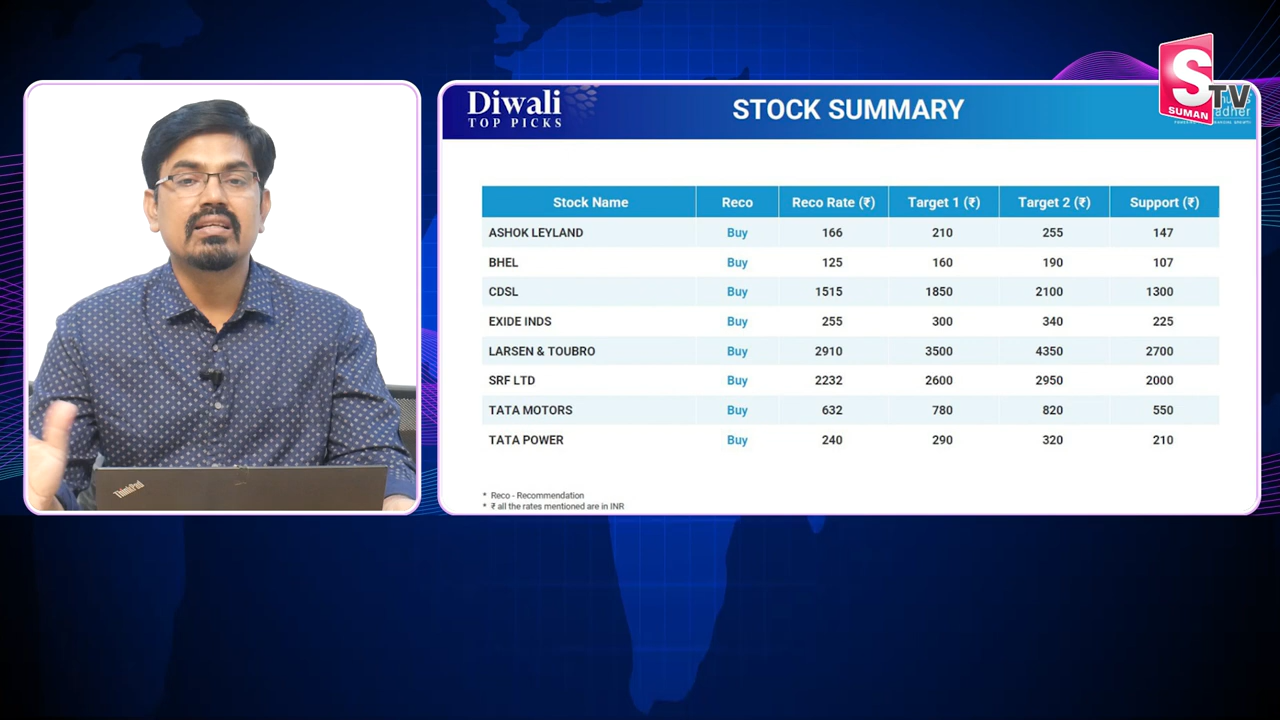 Diwali
TOP PICKS
STOCK SUMMARY
S TV
SUMAN
Stock Name Reco Reco Rate (₹) Target 1 (₹) Target 2 (₹) Support (₹)
ASHOK LEYLAND Buy 166 210 255 147
BHEL Buy 125 160 190 107
CDSL Buy 1515 1850 2100 1300
EXIDE INDS Buy 255 300 340 225
LARSEN & TOUBRO Buy 2910 3500 4350 2700
SRF LTD Buy 2232 2600 2950 2000
TATA MOTORS Buy 632 780 820 550
TATA POWER Buy 240 290 320 210
* Reco - Recommendation
* ₹ all the rates mentioned are in INR
ThinkPad